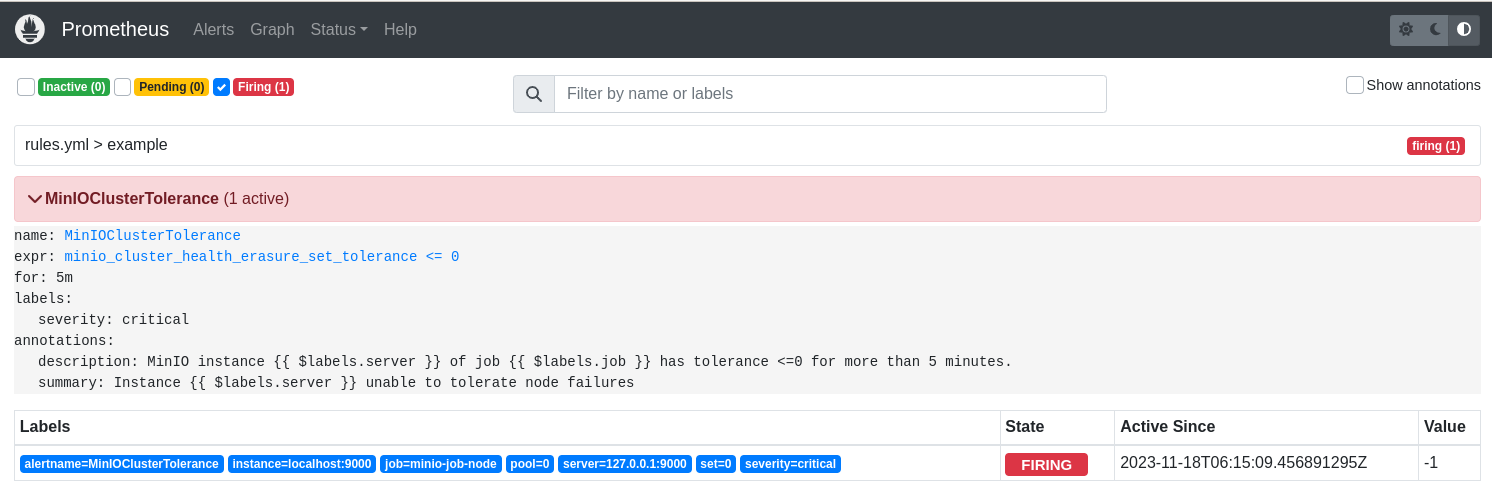 Prometheus Alerts Graph Status Help
Inactive (0) Pending (0) Firing (1) Filter by name or labels Show annotations
rules.yml > example firing (1)
MinIOClusterTolerance (1 active)
name: MinIOClusterTolerance
expr: minio_cluster_health_erasure_set_tolerance <= 0
for: 5m
labels:
severity: critical
annotations:
description: MinIO instance {{ $labels.server }} of job {{ $labels.job }} has tolerance <=0 for more than 5 minutes.
summary: Instance {{ $labels.server }} unable to tolerate node failures
Labels State Active Since Value
alertname=MinIOClusterTolerance instance=localhost:9000 job=minio-job-node pool=0 server=127.0.0.1:9000 set=0 severity=critical FIRING 2023-11-18T06:15:09.456891295Z -1